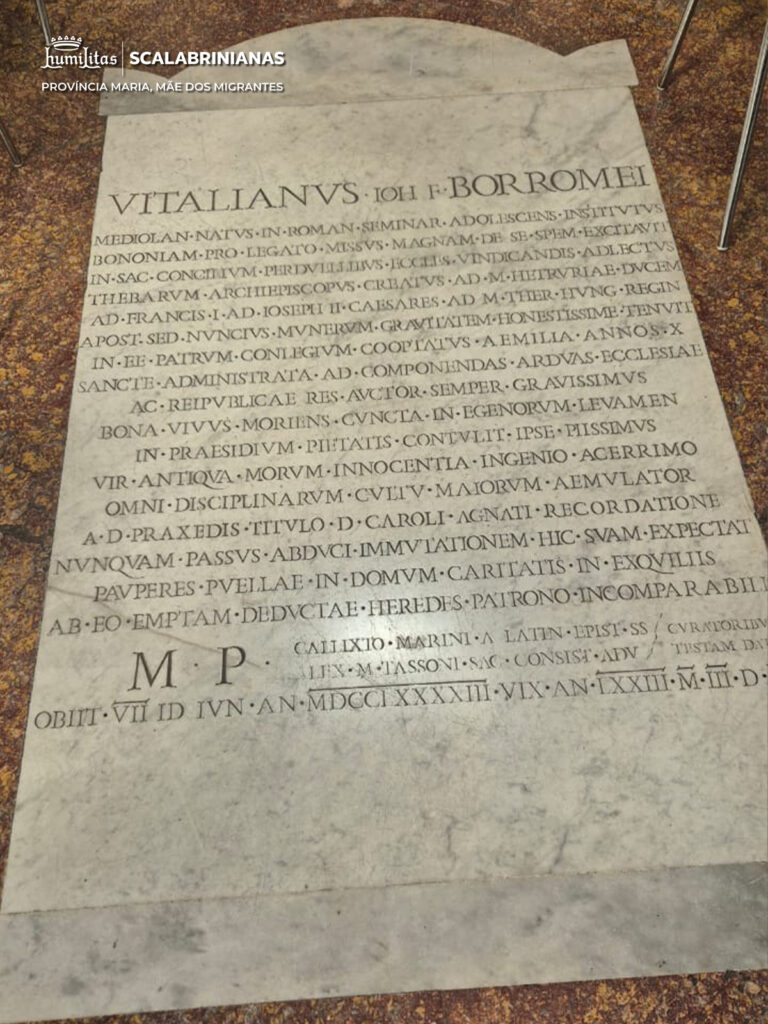 humilitas SCALABRINIANAS
PROVÍNCIA MARIA, MÃE DOS MIGRANTES
VITALIANVS · IOH F · BORROMEI
MEDIOLAN · NATVS · IN · ROMAN · SEMINAR · ADOLESCENS · INSTITVTVS
BONONIAM · PRO · LEGATO · MISSVS · MAGNAM · DE · SE · SPEM · EXCITAVIT
IN · SAC · CONCILIVM · PERDVELLIBVS · ECCLES · VINDICANDIS · ADLECTVS
THEBARVM · ARCHIEPISCOPVS · CREATVS · AD · M · HETRVRIAE · DVCEM
AD · FRANCIS · I · AD · IOSEPH II · CAESARES · AD M · THER · HVNG · REGIN
APOST · SED · NVNCIVS · MVNERVM · GRAVITATEM · HONESTISSIME · TENVIT
IN · EE · PATRVM · CONLEGIVM · COOPTATVS · AEMILIA · ANNOS · X
SANCTE · ADMINISTRATA · AD · COMPONENDAS · ARDVAS · ECCLESIAE
AC · REIPVBLICAE RES · AVCTOR · SEMPER · GRAVISSIMVS
BONA · VIVVS · MORIENS · CVNCTA · IN · EGENORVM · LEVAMEN
IN · PRAESIDIVM · PIETATIS · CONTVLIT · IPSE · PIISSIMVS
VIR · ANTIQVA · MORVM · INNOCENTIA · INGENIO · ACERRIMO
OMNI · DISCIPLINARVM · CVLTV · MAIORVM · AEMVLATOR
A · D · PRAXEDIS · TITVLO · D · CAROLI · AGNATI · RECORDATIONE
NVNQVAM · PASSVS · ABDVCI · IMMVTATIONEM · HIC · SVAM · EXPECTAT
PAVPERES · PVELLAE · IN · DOMVM · CARITATIS · IN · EXQVILIIS
AB · EO · EMPTAM · DEDVCTAE · HEREDES · PATRONO · INCOMPARABILI
M · P · CALLIXTO · MARINI · A LATIN · EPIST · SS CVRATORIBV
ALEX · M · TASSONI · SAC · CONSIST · ADV TESTAM
OBIIT · VII ID IVN · AN · MDCCLXXXXIII · VIX · AN · LXXIII · M · III · D ·